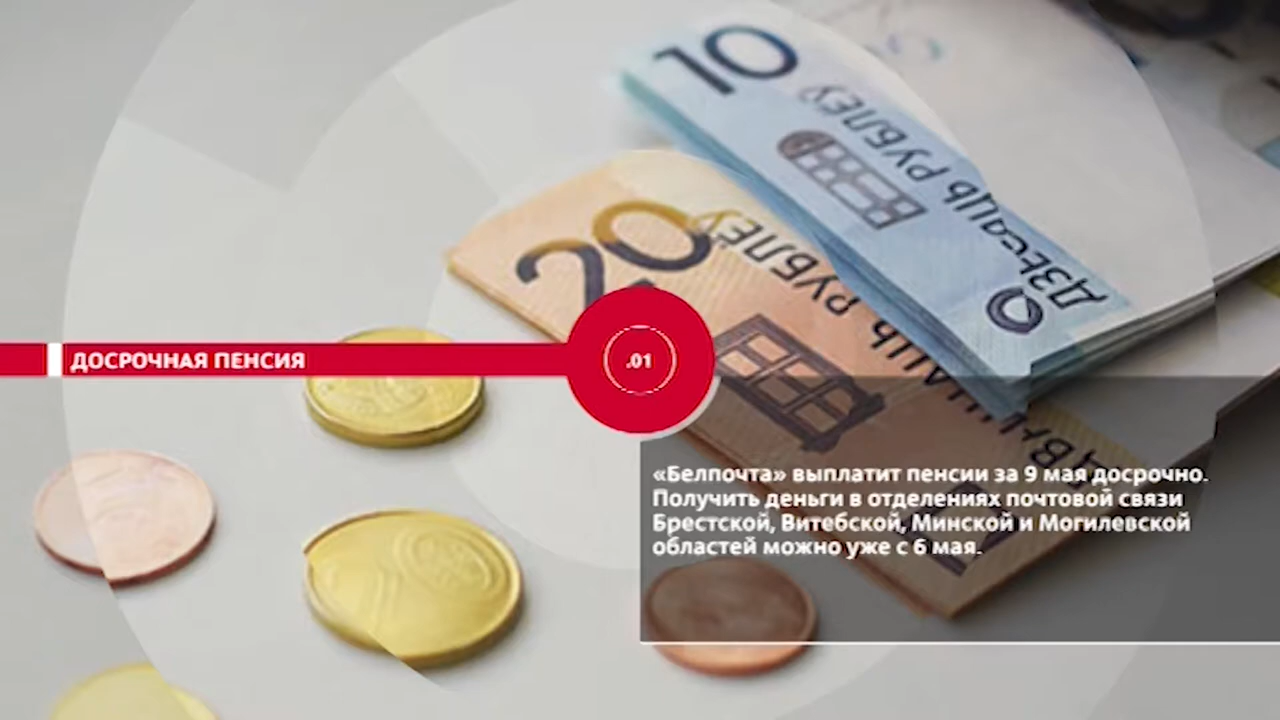 10
ДЗЕСЯЦЬ РУБЛЁЎ
20
РУБЛЁЎ
ДОСРОЧНАЯ ПЕНСИЯ
.01
«Белпочта» выплатит пенсии за 9 мая досрочно.
Получить деньги в отделениях почтовой связи
Брестской, Витебской, Минской и Могилевской
областей можно уже с 6 мая.